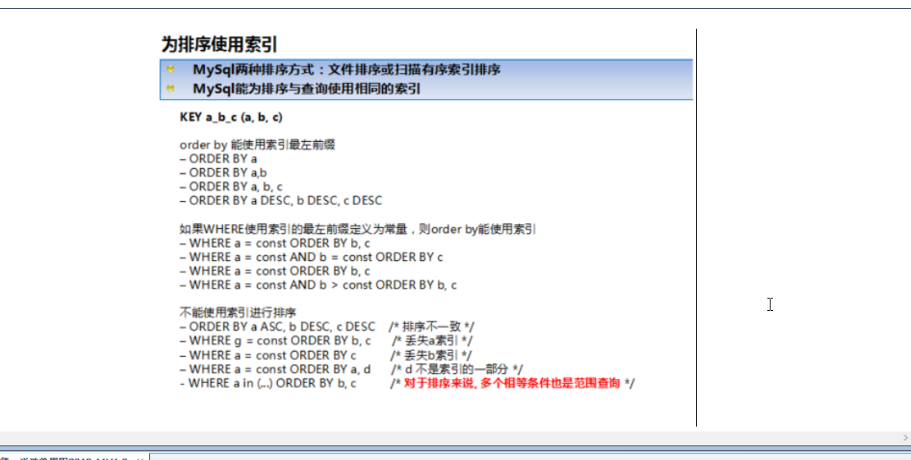 为排序使用索引
MySql两种排序方式：文件排序或扫描有序索引排序
MySql能为排序与查询使用相同的索引
KEY a_b_c (a, b, c)
order by 能使用索引最左前缀
– ORDER BY a
– ORDER BY a,b
– ORDER BY a, b, c
– ORDER BY a DESC, b DESC, c DESC
如果WHERE使用索引的最左前缀定义为常量，则order by能使用索引
– WHERE a = const ORDER BY b, c
– WHERE a = const AND b = const ORDER BY c
– WHERE a = const ORDER BY b, c
– WHERE a = const AND b > const ORDER BY b, c
不能使用索引进行排序
– ORDER BY a ASC, b DESC, c DESC /* 排序不一致 */
– WHERE g = const ORDER BY b, c /* 丢失a索引 */
– WHERE a = const ORDER BY c /* 丢失b索引 */
– WHERE a = const ORDER BY a, d /* d 不是索引的一部分 */
- WHERE a in (...) ORDER BY b, c /* 对于排序来说, 多个相等条件也是范围查询 */